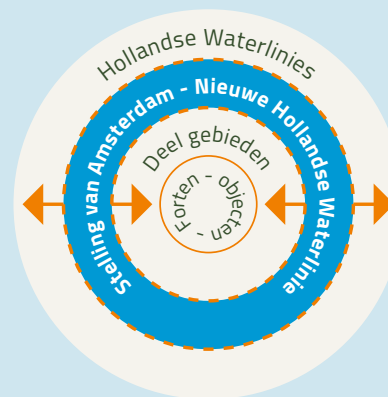 Hollandse Waterlinies
Stelling van Amsterdam - Nieuwe Hollandse Waterlinie
Deel gebieden
Forten - objecten -